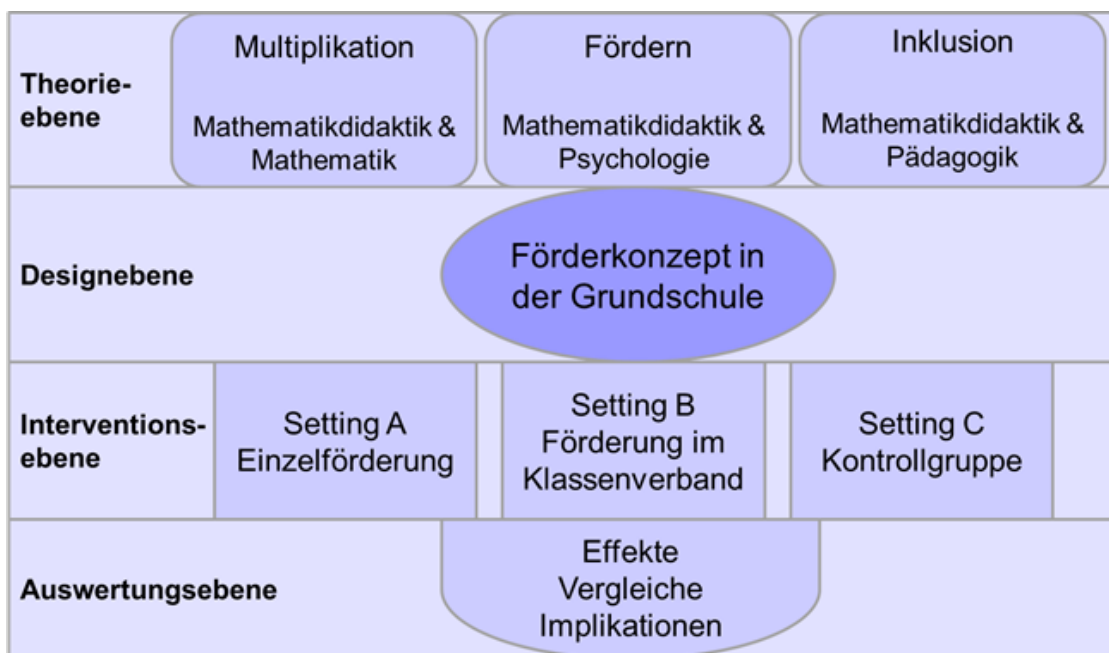 Theorie-
ebene
Multiplikation
Mathematikdidaktik &
Mathematik
Fördern
Mathematikdidaktik &
Psychologie
Inklusion
Mathematikdidaktik &
Pädagogik
Designebene
Förderkonzept in
der Grundschule
Interventions-
ebene
Setting A
Einzelförderung
Setting B
Förderung im
Klassenverband
Setting C
Kontrollgruppe
Auswertungsebene
Effekte
Vergleiche
Implikationen